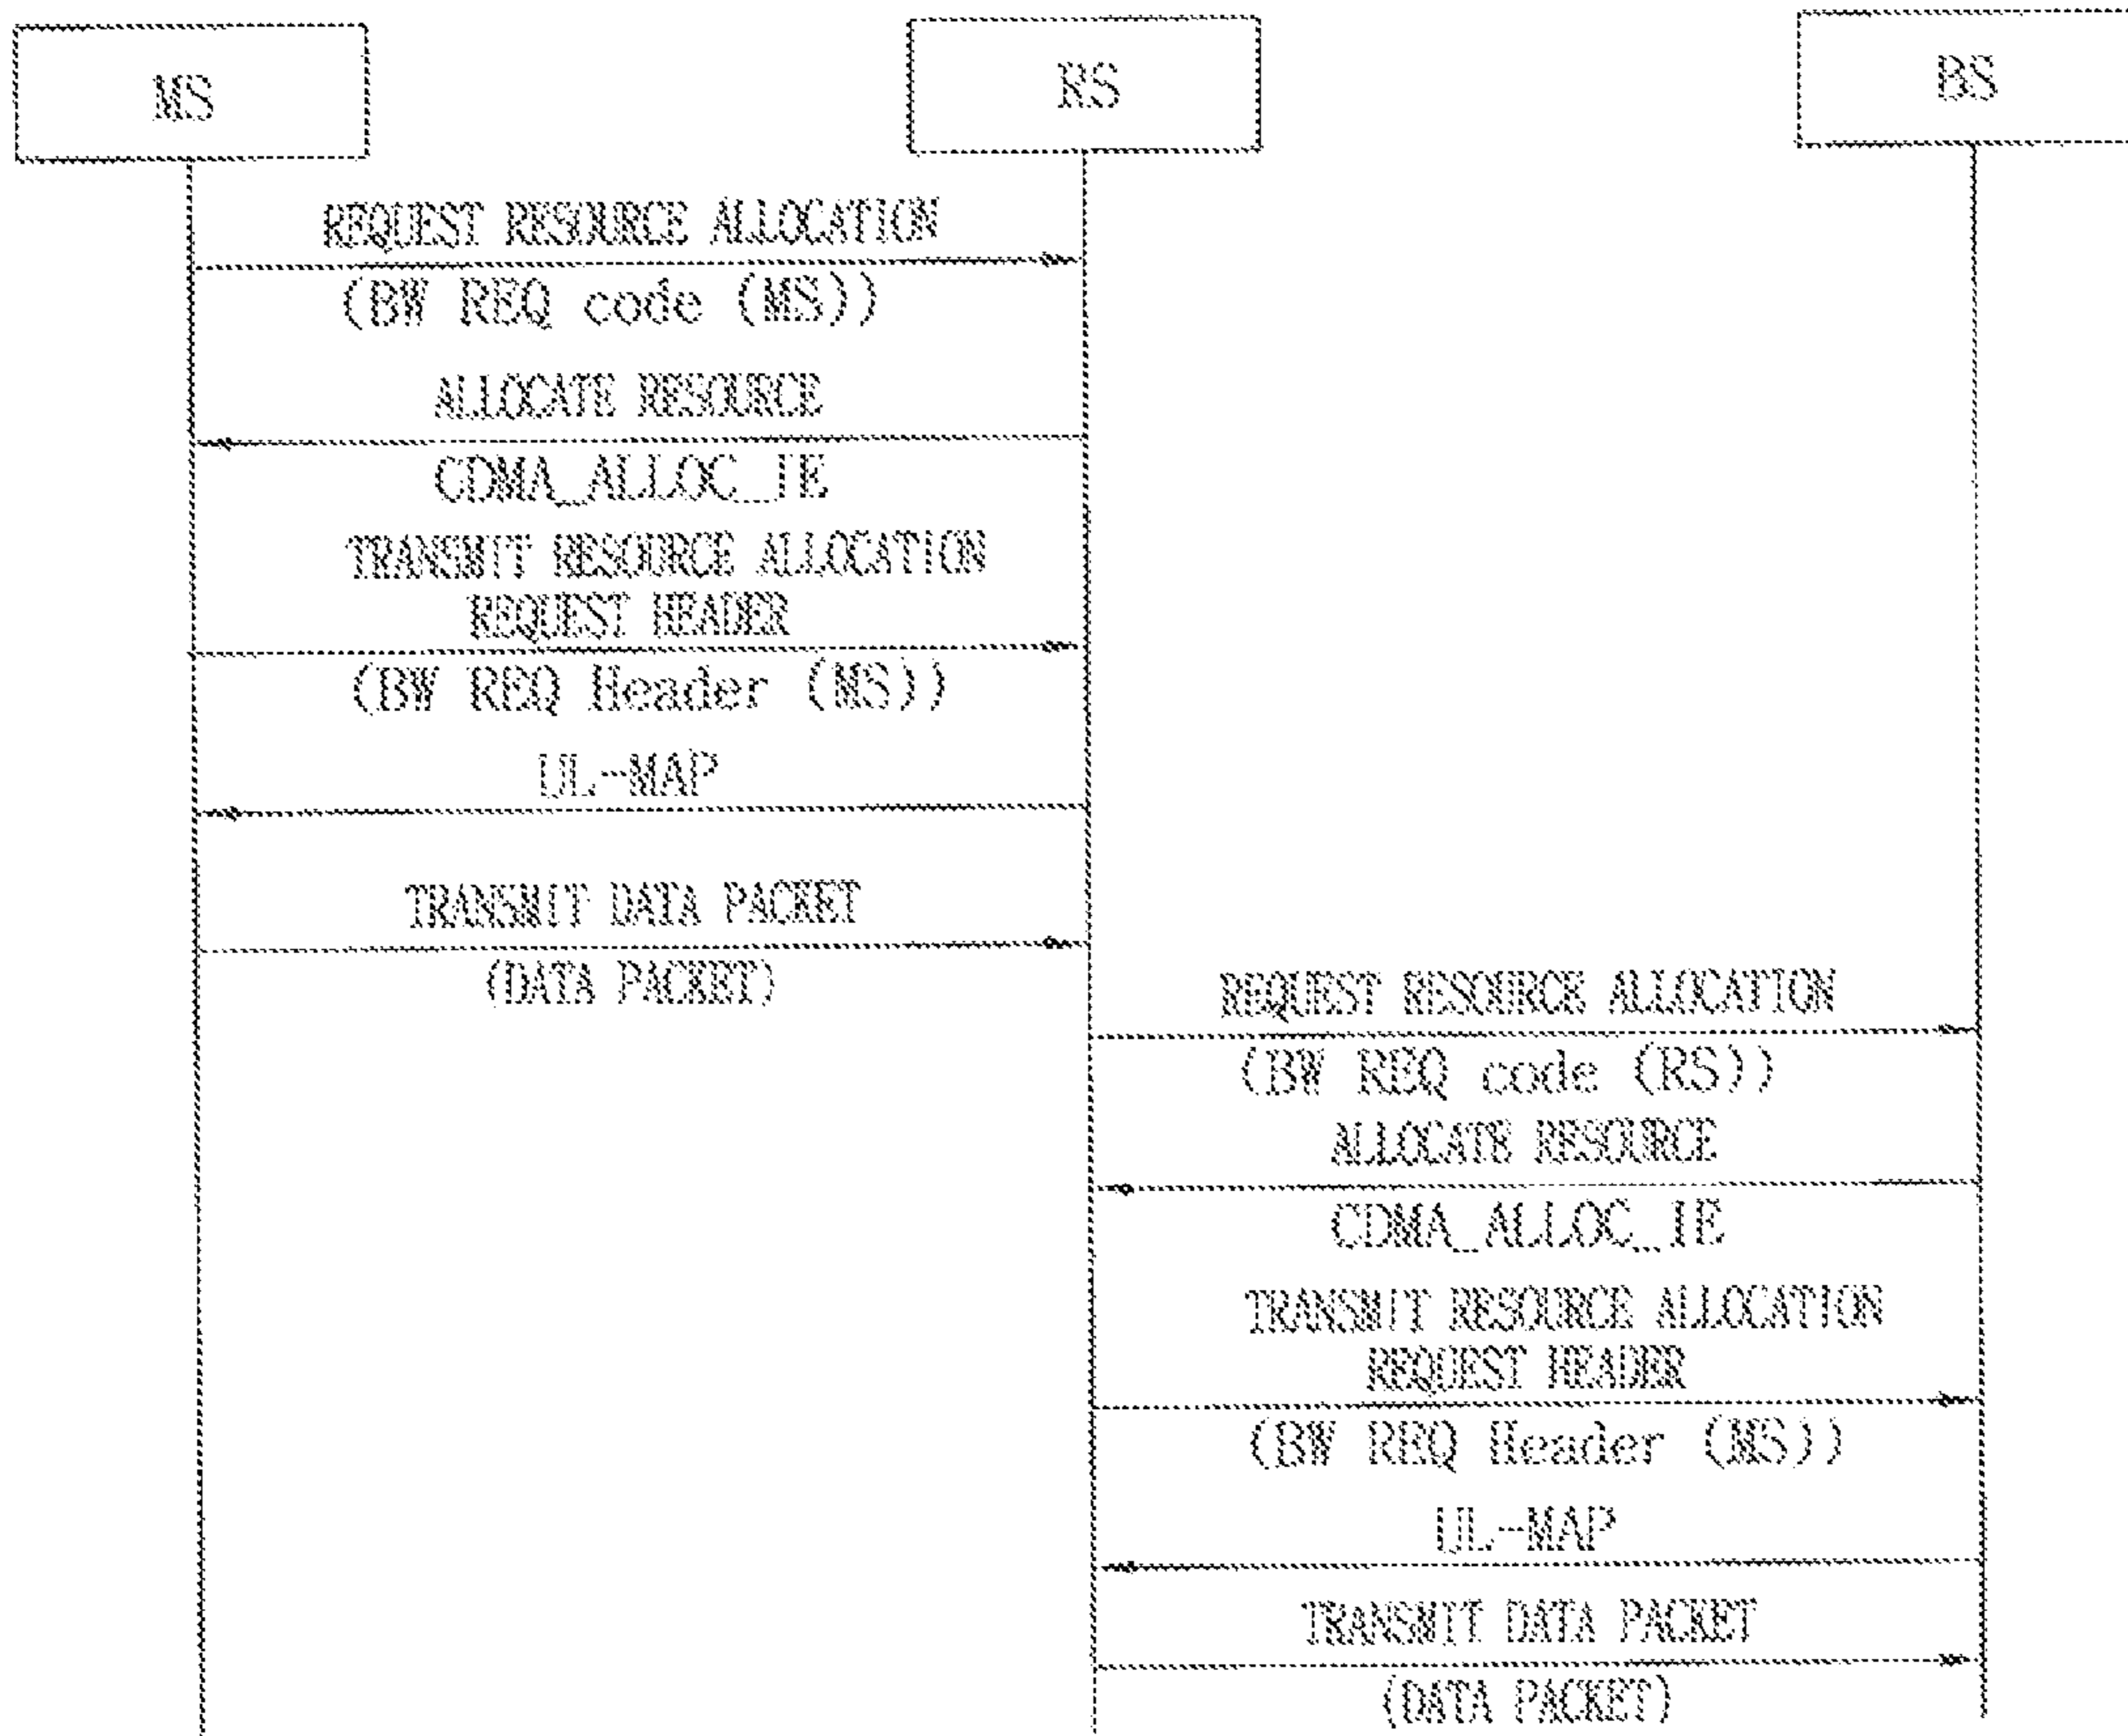 MS
RS
BS
REQUEST RESOURCE ALLOCATION
(BW REQ code (MS))
ALLOCATE RESOURCE
CDMA_ALLOC_IE
TRANSMIT RESOURCE ALLOCATION
REQUEST HEADER
(BW REQ Header (MS))
UL-MAP
TRANSMIT DATA PACKET
(DATA PACKET)
REQUEST RESOURCE ALLOCATION
(BW REQ code (RS))
ALLOCATE RESOURCE
CDMA_ALLOC_IE
TRANSMIT RESOURCE ALLOCATION
REQUEST HEADER
(BW REQ Header (MS))
UL-MAP
TRANSMIT DATA PACKET
(DATA PACKET)